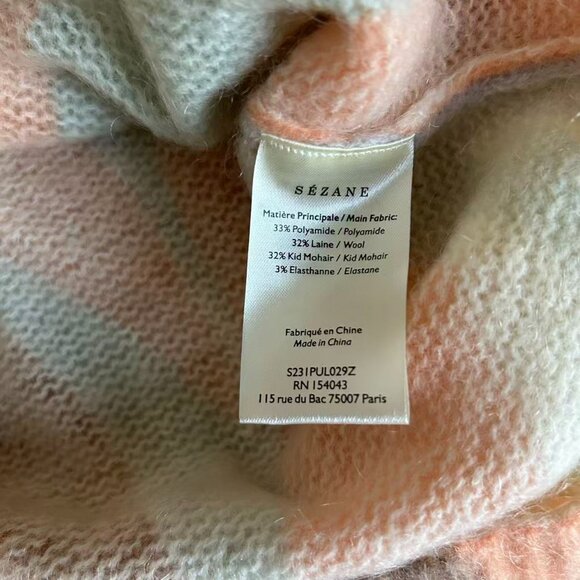 SÉZANE
Matière Principale / Main Fabric:
33% Polyamide / Polyamide
32% Laine / Wool
32% Kid Mohair / Kid Mohair
3% Elasthanne / Elastane
Fabriqué en Chine
Made in China
S231PUL029Z
RN 154043
115 rue du Bac 75007 Paris